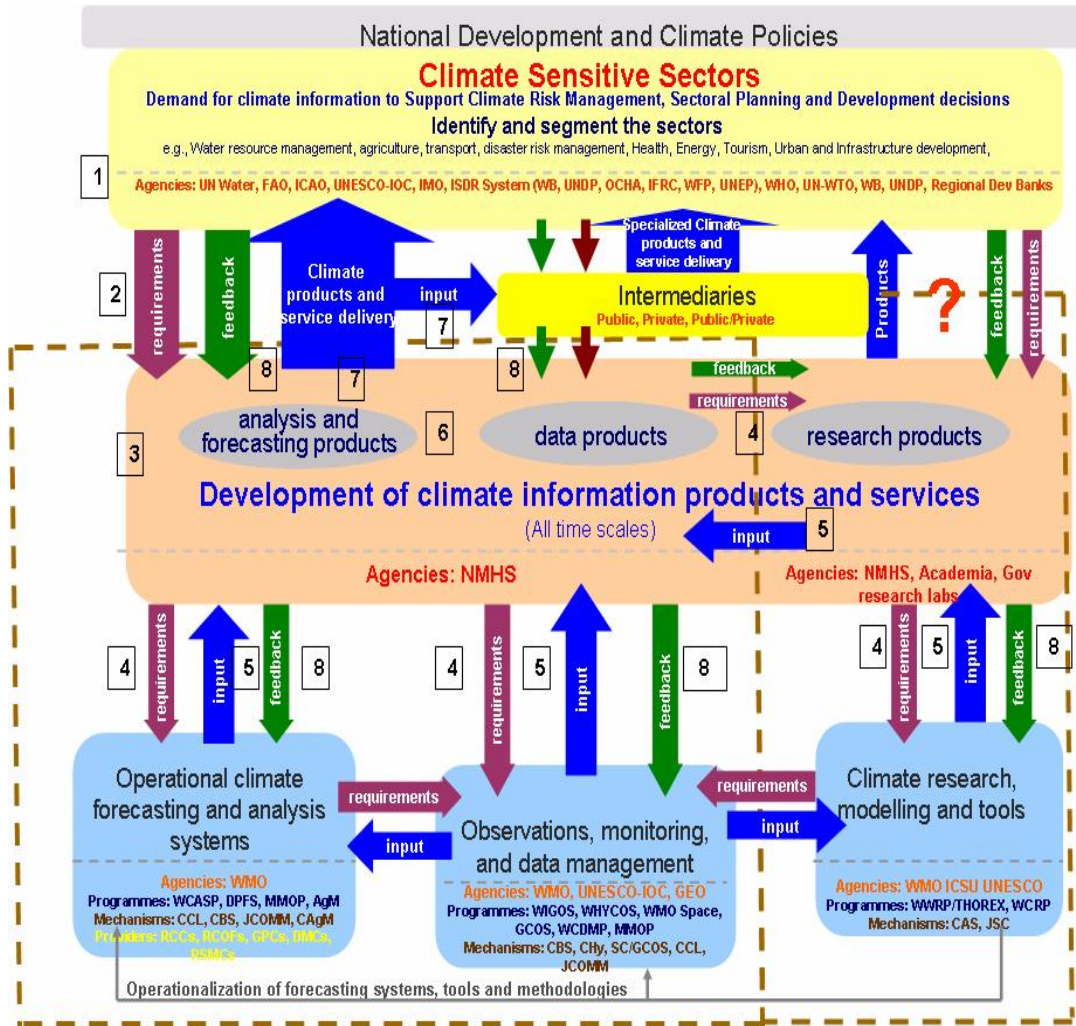 National Development and Climate Policies
Climate Sensitive Sectors
Demand for climate information to Support Climate Risk Management, Sectoral Planning and Development decisions
Identify and segment the sectors
e.g., Water resource management, agriculture, transport, disaster risk management, Health, Energy, Tourism, Urban and Infrastructure development,
1
Agencies: UN Water, FAO, ICAO, UNESCO-IOC, IMO, ISDR System (WB, UNDP, OCHA, IFRC, WFP, UNEP), WHO, UN-WTO, WB, UNDP, Regional Dev Banks
2
requirements
feedback
Climate
products and
service delivery
input
7
Specialized Climate
products and
service delivery
Intermediaries
Public, Private, Public/Private
Products
?
feedback
requirements
8
7
8
feedback
requirements
3
analysis and
forecasting products
6
data products
4
research products
Development of climate information products and services
(All time scales)
input
5
Agencies: NMHS
Agencies: NMHS, Academia, Gov
research labs
4
requirements
input
5
feedback
8
4
requirements
5
input
feedback
8
4
requirements
5
input
feedback
8
Operational climate
forecasting and analysis
systems
Agencies: WMO
Programmes: WCASP, DPFS, MMOP, AgM
Mechanisms: CCL, CBS, JCOMM, CAgM
Providers: RCCs, RCOFs, GPCs, DMCs,
RSMCs
requirements
input
Observations, monitoring,
and data management
Agencies: WMO, UNESCO-IOC, GEO
Programmes: WIGOS, WHYCOS, WMO Space,
GCOS, WCDMP, MMOP
Mechanisms: CBS, CHy, SC/GCOS, CCL,
JCOMM
requirements
input
Climate research,
modelling and tools
Agencies: WMO ICSU UNESCO
Programmes: WWRP/THOREX, WCRP
Mechanisms: CAS, JSC
Operationalization of forecasting systems, tools and methodologies